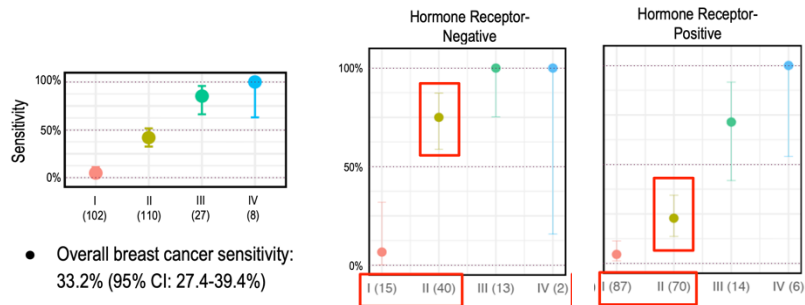 Hormone Receptor-
Negative
Hormone Receptor-
Positive
Sensitivity
100%
50%
0%
I
(102)
II
(110)
III
(27)
IV
(8)
100%
50%
0%
I (15) II (40) III (13) IV (2)
I (87) II (70) III (14) IV (6)
● Overall breast cancer sensitivity:
33.2% (95% CI: 27.4-39.4%)